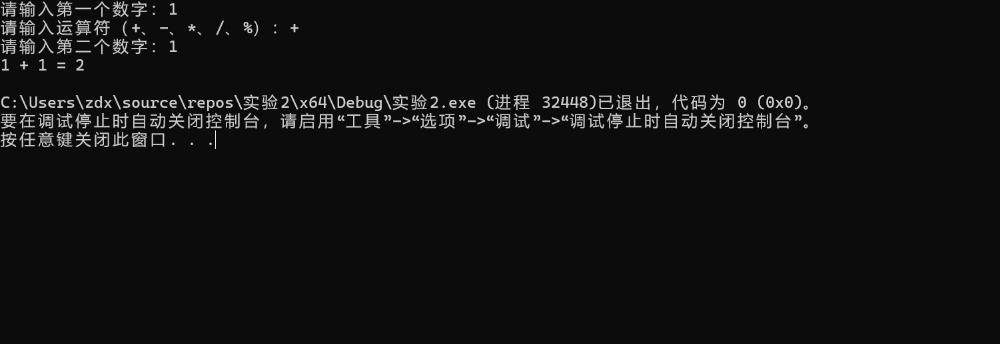 请输入第一个数字：1
请输入运算符（+、-、*、/、%）：+
请输入第二个数字：1
1 + 1 = 2
C:\Users\zdx\source\repos\实验2\x64\Debug\实验2.exe (进程 32448)已退出，代码为 0 (0x0)。
要在调试停止时自动关闭控制台，请启用“工具”->“选项”->“调试”->“调试停止时自动关闭控制台”。
按任意键关闭此窗口. . .